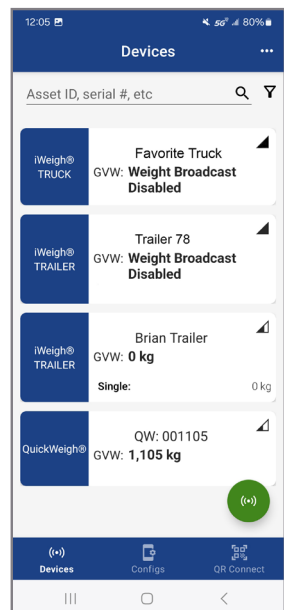 12:05 5G 80%
Devices
Asset ID, serial #, etc
iWeigh®
TRUCK
Favorite Truck
GVW: Weight Broadcast
Disabled
iWeigh®
TRAILER
Trailer 78
GVW: Weight Broadcast
Disabled
iWeigh®
TRAILER
Brian Trailer
GVW: 0 kg
Single: 0 kg
QuickWeigh®
QW: 001105
GVW: 1,105 kg
Devices Configs QR Connect